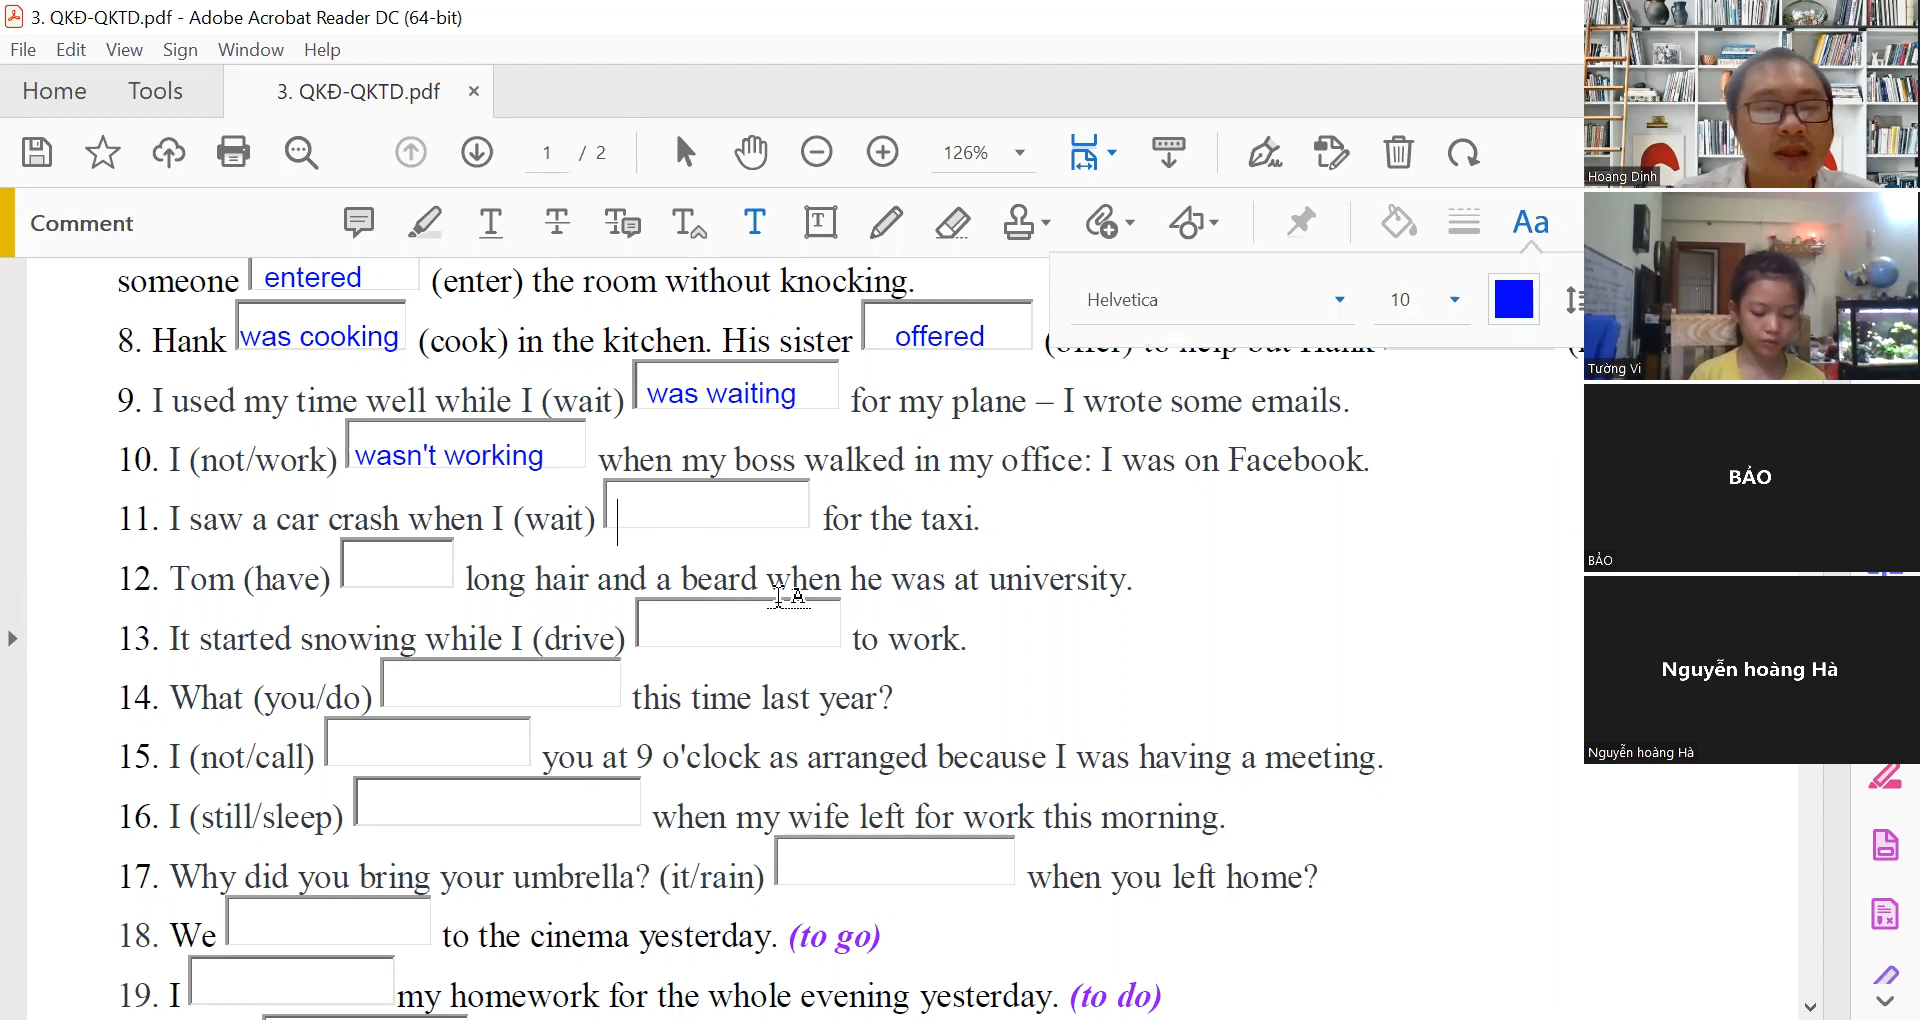 3. QKĐ-QKTD.pdf - Adobe Acrobat Reader DC (64-bit)
File Edit View Sign Window Help
Home Tools 3. QKĐ-QKTD.pdf ×
1 / 2 126%
Comment
Aa
Helvetica 10
someone entered (enter) the room without knocking.
8. Hank was cooking (cook) in the kitchen. His sister offered (offer) to help but Hank
9. I used my time well while I (wait) was waiting for my plane – I wrote some emails.
10. I (not/work) wasn't working when my boss walked in my office: I was on Facebook.
11. I saw a car crash when I (wait) for the taxi.
12. Tom (have) long hair and a beard when he was at university.
13. It started snowing while I (drive) to work.
14. What (you/do) this time last year?
15. I (not/call) you at 9 o'clock as arranged because I was having a meeting.
16. I (still/sleep) when my wife left for work this morning.
17. Why did you bring your umbrella? (it/rain) when you left home?
18. We to the cinema yesterday. (to go)
19. I my homework for the whole evening yesterday. (to do)
Hoang Dinh
Tường Vi
BẢO
BẢO
Nguyễn hoàng Hà
Nguyễn hoàng Hà